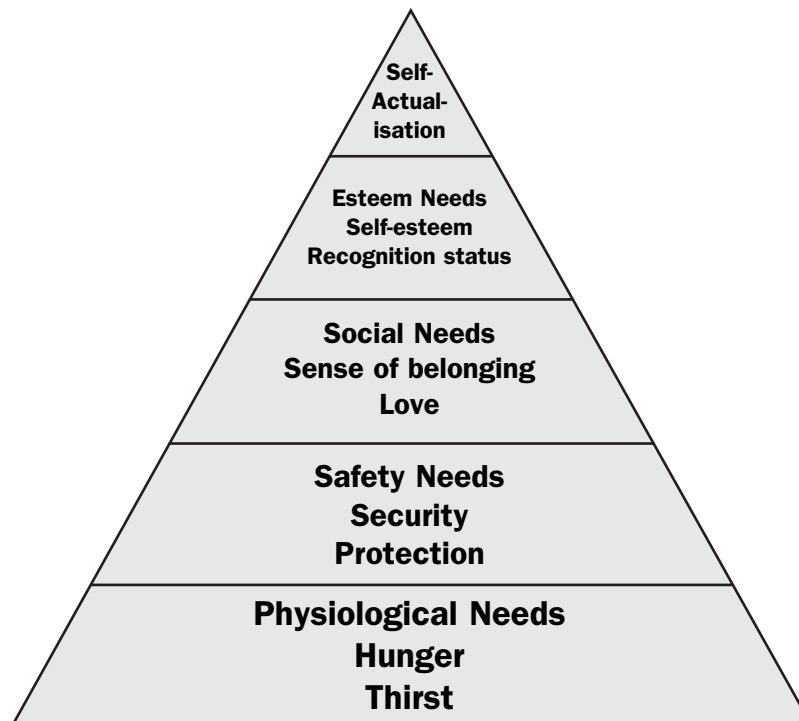 Self-
Actual-
isation
Esteem Needs
Self-esteem
Recognition status
Social Needs
Sense of belonging
Love
Safety Needs
Security
Protection
Physiological Needs
Hunger
Thirst